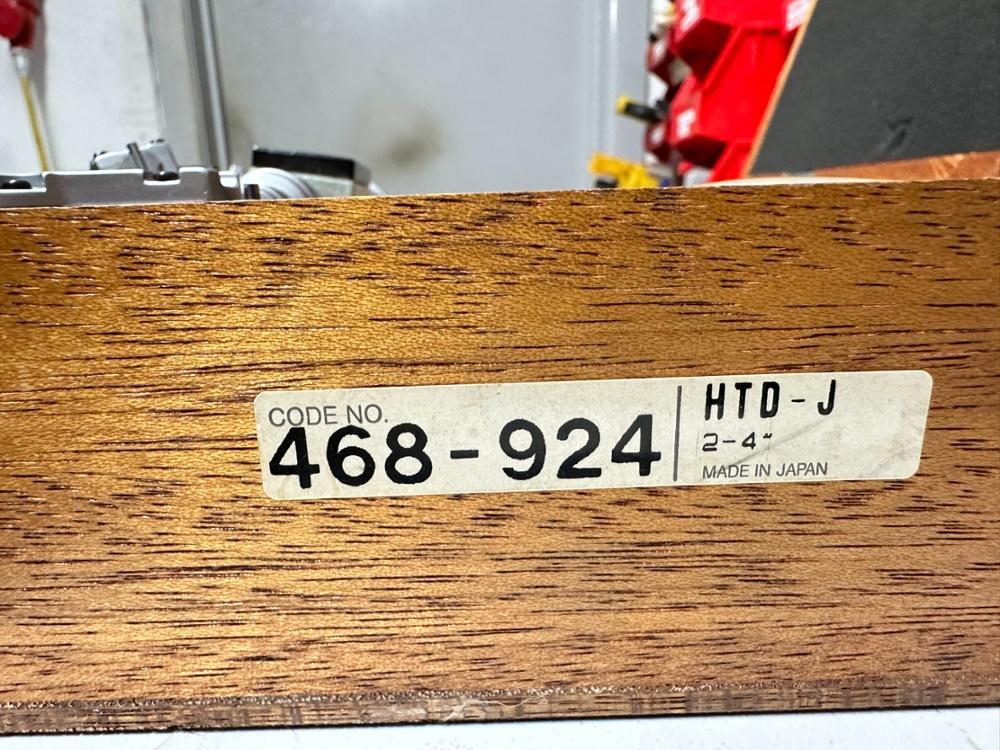 CODE NO.
468-924
HTD-J
2-4"
MADE IN JAPAN